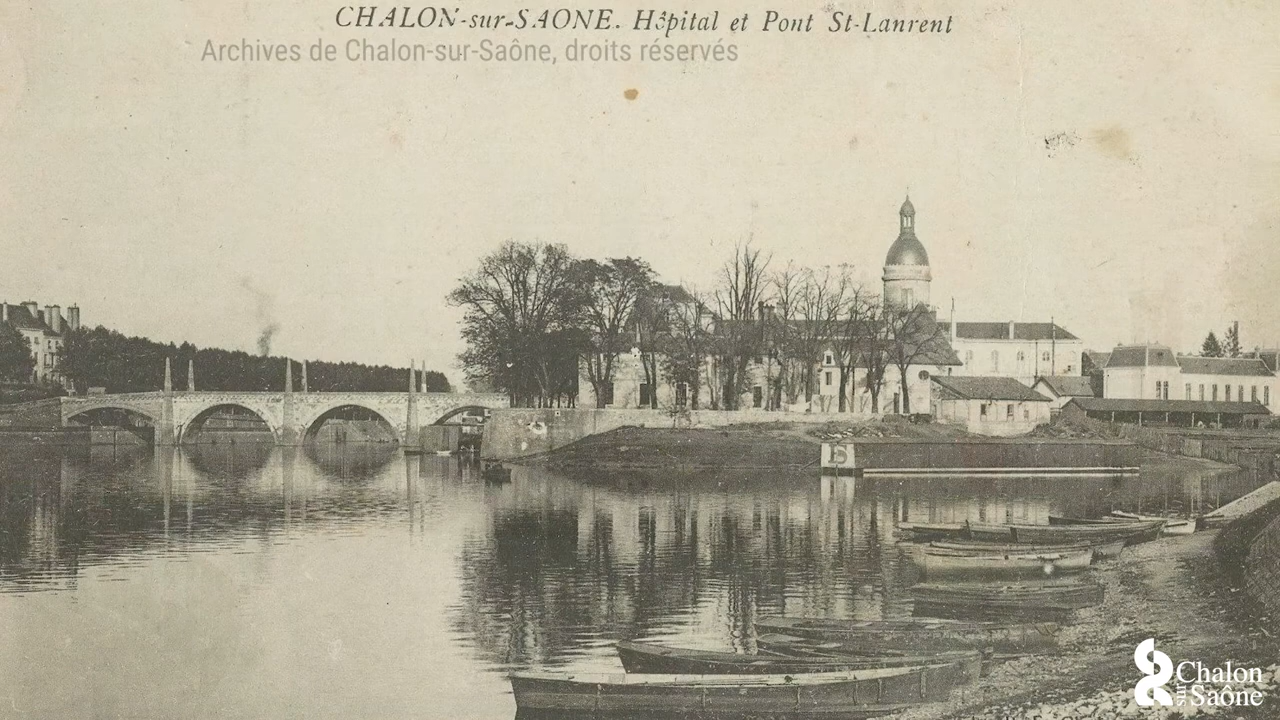 CHALON-sur-SAONE. Hôpital et Pont St-Lanrent
Archives de Chalon-sur-Saône, droits réservés
B
Chalon
sur Saône